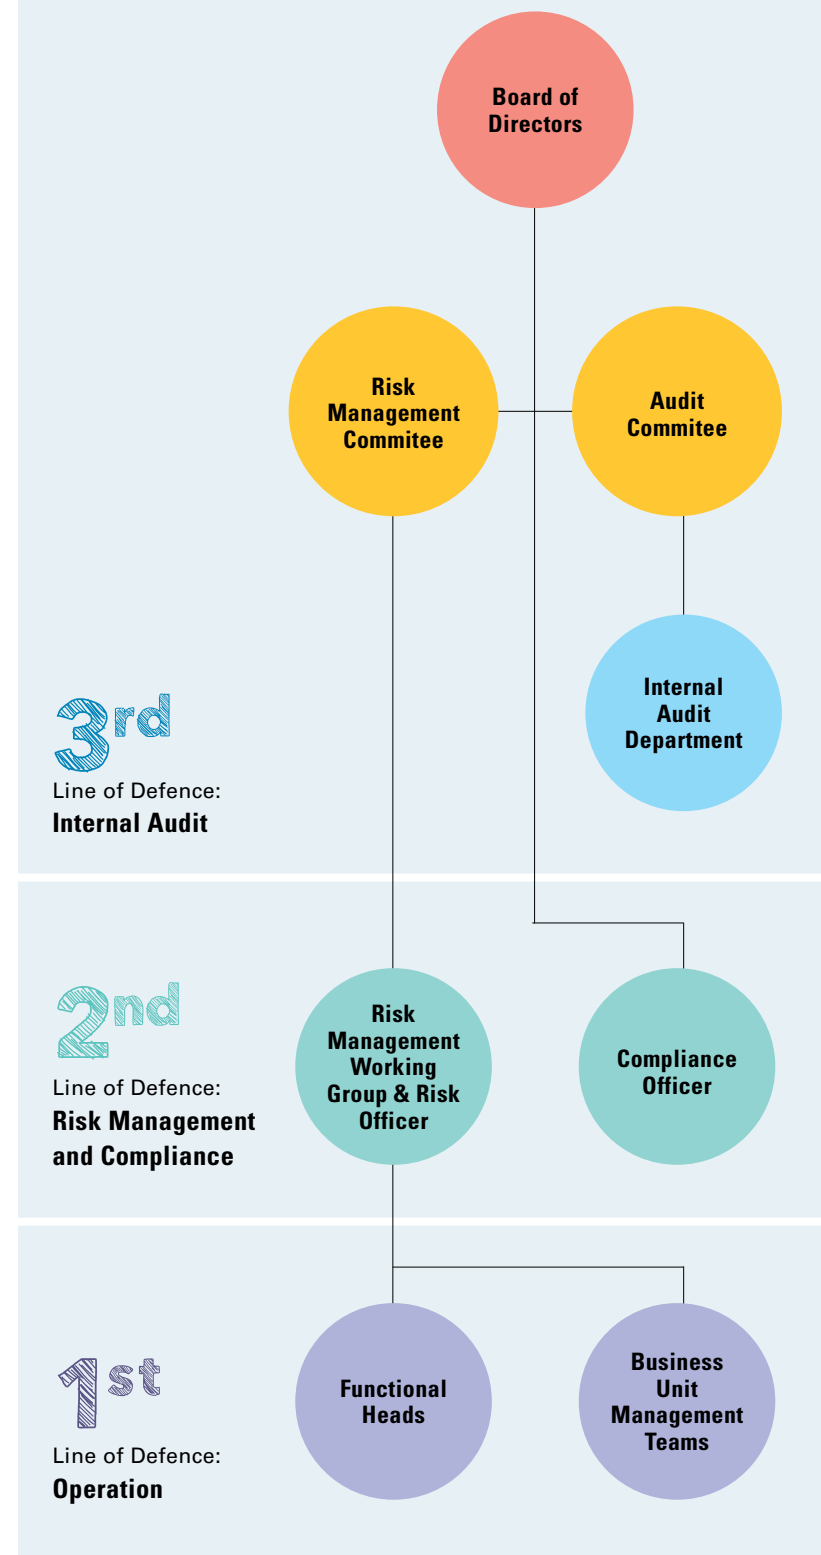 Board of
Directors
Risk
Management
Commitee
Audit
Commitee
Internal
Audit
Department
3rd
Line of Defence:
Internal Audit
2nd
Line of Defence:
Risk Management
and Compliance
Risk
Management
Working
Group & Risk
Officer
Compliance
Officer
1st
Line of Defence:
Operation
Functional
Heads
Business
Unit
Management
Teams